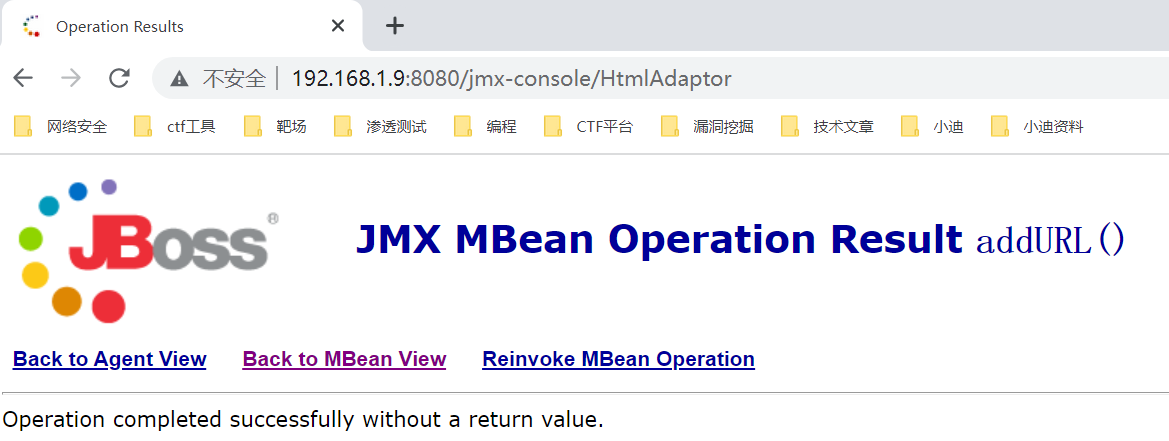 Operation Results
不安全 192.168.1.9:8080/jmx-console/HtmlAdaptor
网络安全 ctf工具 靶场 渗透测试 编程 CTF平台 漏洞挖掘 技术文章 小迪 小迪资料
JBoss® JMX MBean Operation Result addURL()
Back to Agent View Back to MBean View Reinvoke MBean Operation
Operation completed successfully without a return value.